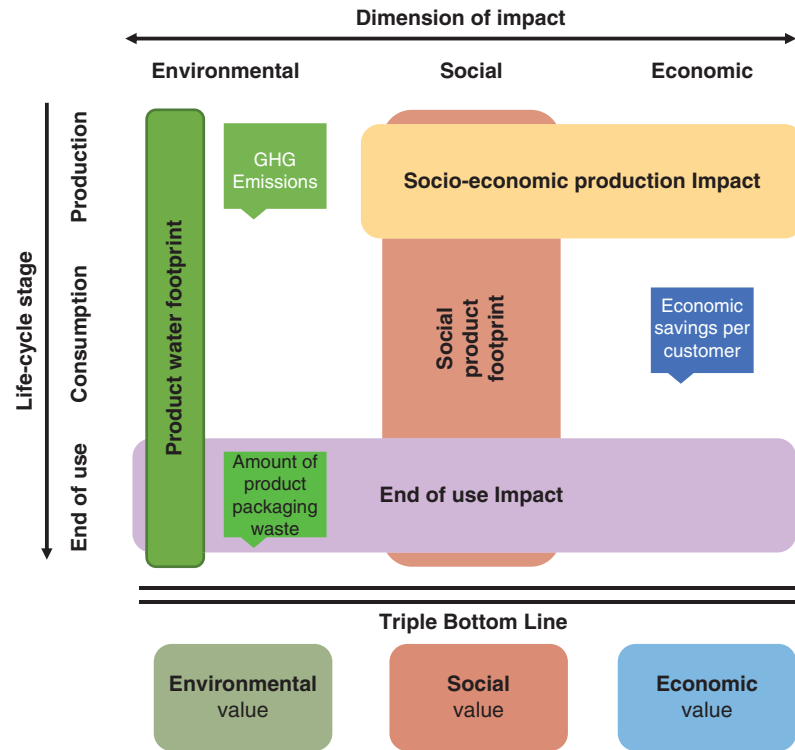 Dimension of impact
Environmental
Social
Economic
Life-cycle stage
Production
Consumption
End of use
Product water footprint
GHG
Emissions
Socio-economic production Impact
Social
product
footprint
Economic
savings per
customer
Amount of
product
packaging
waste
End of use Impact
Triple Bottom Line
Environmental
value
Social
value
Economic
value